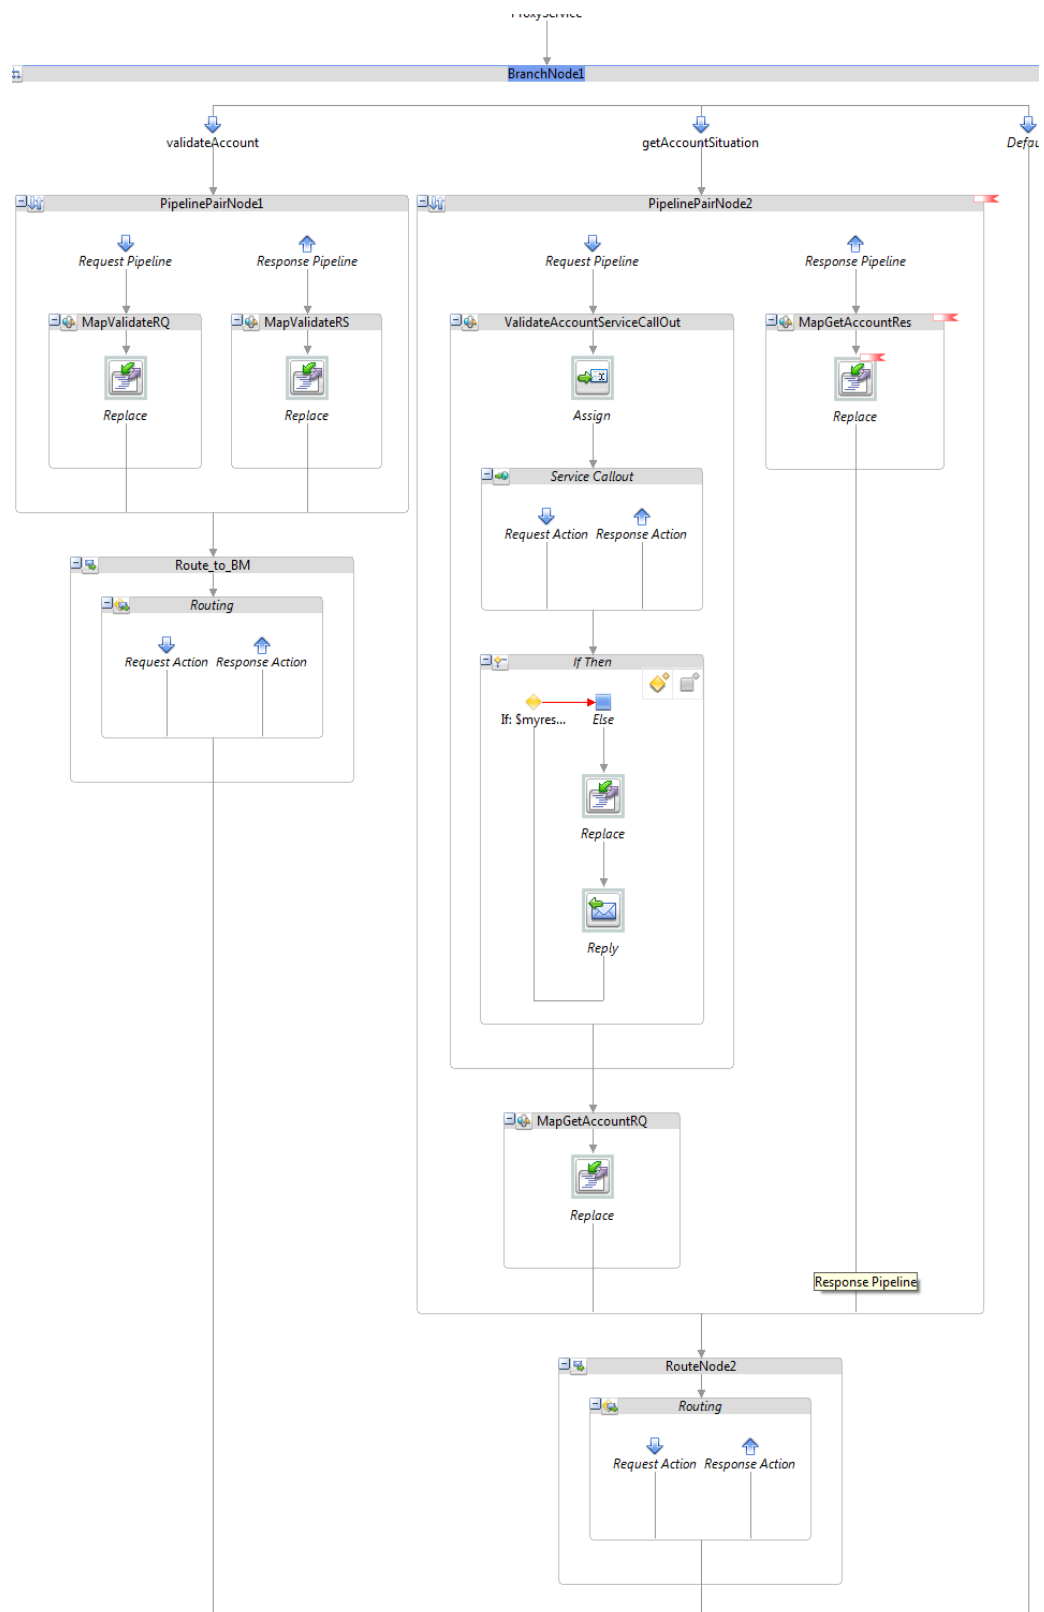 ProxyService
BranchNode1
validateAccount
getAccountSituation
PipelinePairNode1
PipelinePairNode2
Request Pipeline
Response Pipeline
Request Pipeline
Response Pipeline
MapValidateRQ
MapValidateRS
ValidateAccountServiceCallOut
MapGetAccountRes
Replace
Replace
Assign
Replace
Service Callout
Request Action
Response Action
Route_to_BM
Routing
Request Action
Response Action
If Then
If: $myres...
Else
Replace
Reply
MapGetAccountRQ
Replace
Response Pipeline
RouteNode2
Routing
Request Action
Response Action